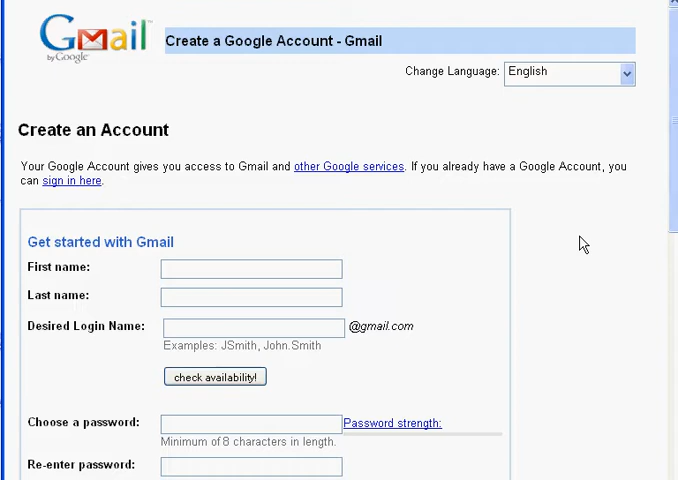 Gmail
by Google
Create a Google Account - Gmail
Change Language: English
Create an Account
Your Google Account gives you access to Gmail and other Google services. If you already have a Google Account, you
can sign in here.
Get started with Gmail
First name:
Last name:
Desired Login Name: @gmail.com
Examples: JSmith, John.Smith
check availability!
Choose a password: Password strength:
Minimum of 8 characters in length.
Re-enter password: